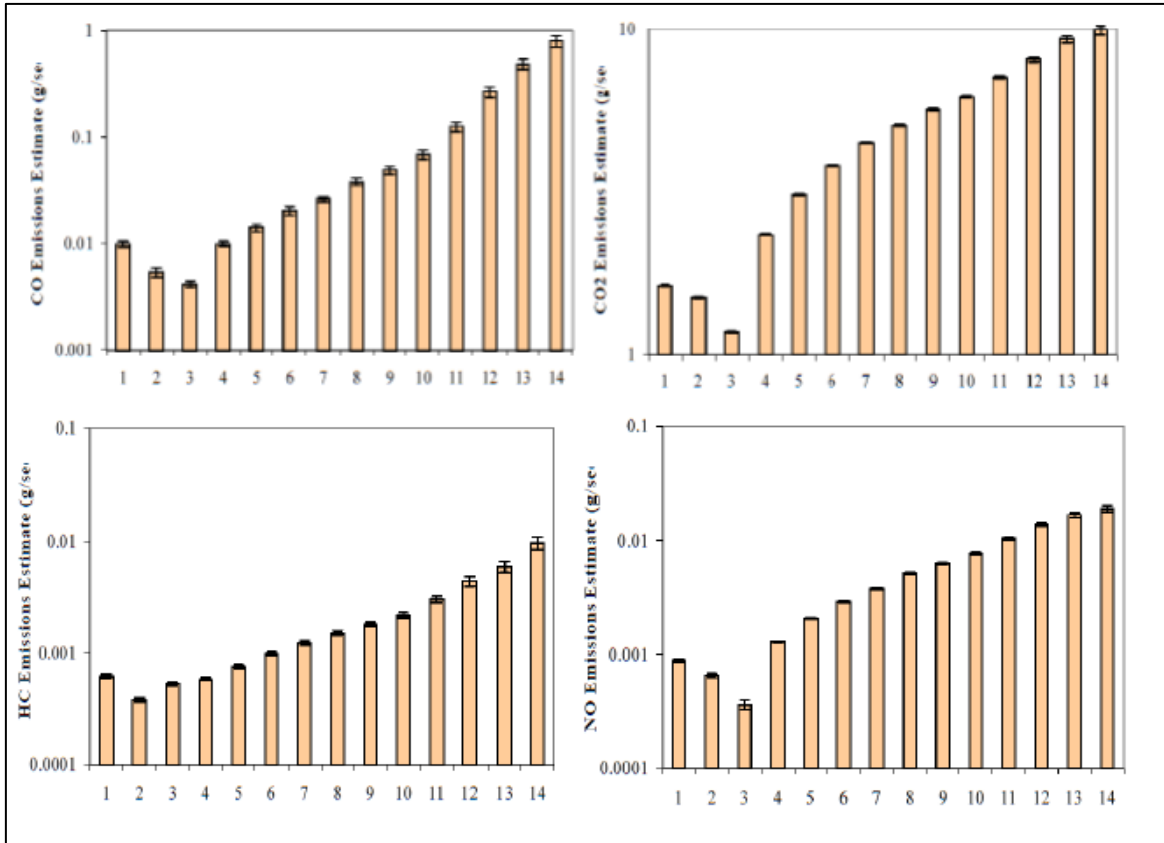 CO Emissions Estimate (g/sec
1
0.1
0.01
0.001
1 2 3 4 5 6 7 8 9 10 11 12 13 14
CO2 Emissions Estimate (g/sec
10
1
1 2 3 4 5 6 7 8 9 10 11 12 13 14
HC Emissions Estimate (g/sec
0.1
0.01
0.001
0.0001
1 2 3 4 5 6 7 8 9 10 11 12 13 14
NO Emissions Estimate (g/sec
0.1
0.01
0.001
0.0001
1 2 3 4 5 6 7 8 9 10 11 12 13 14